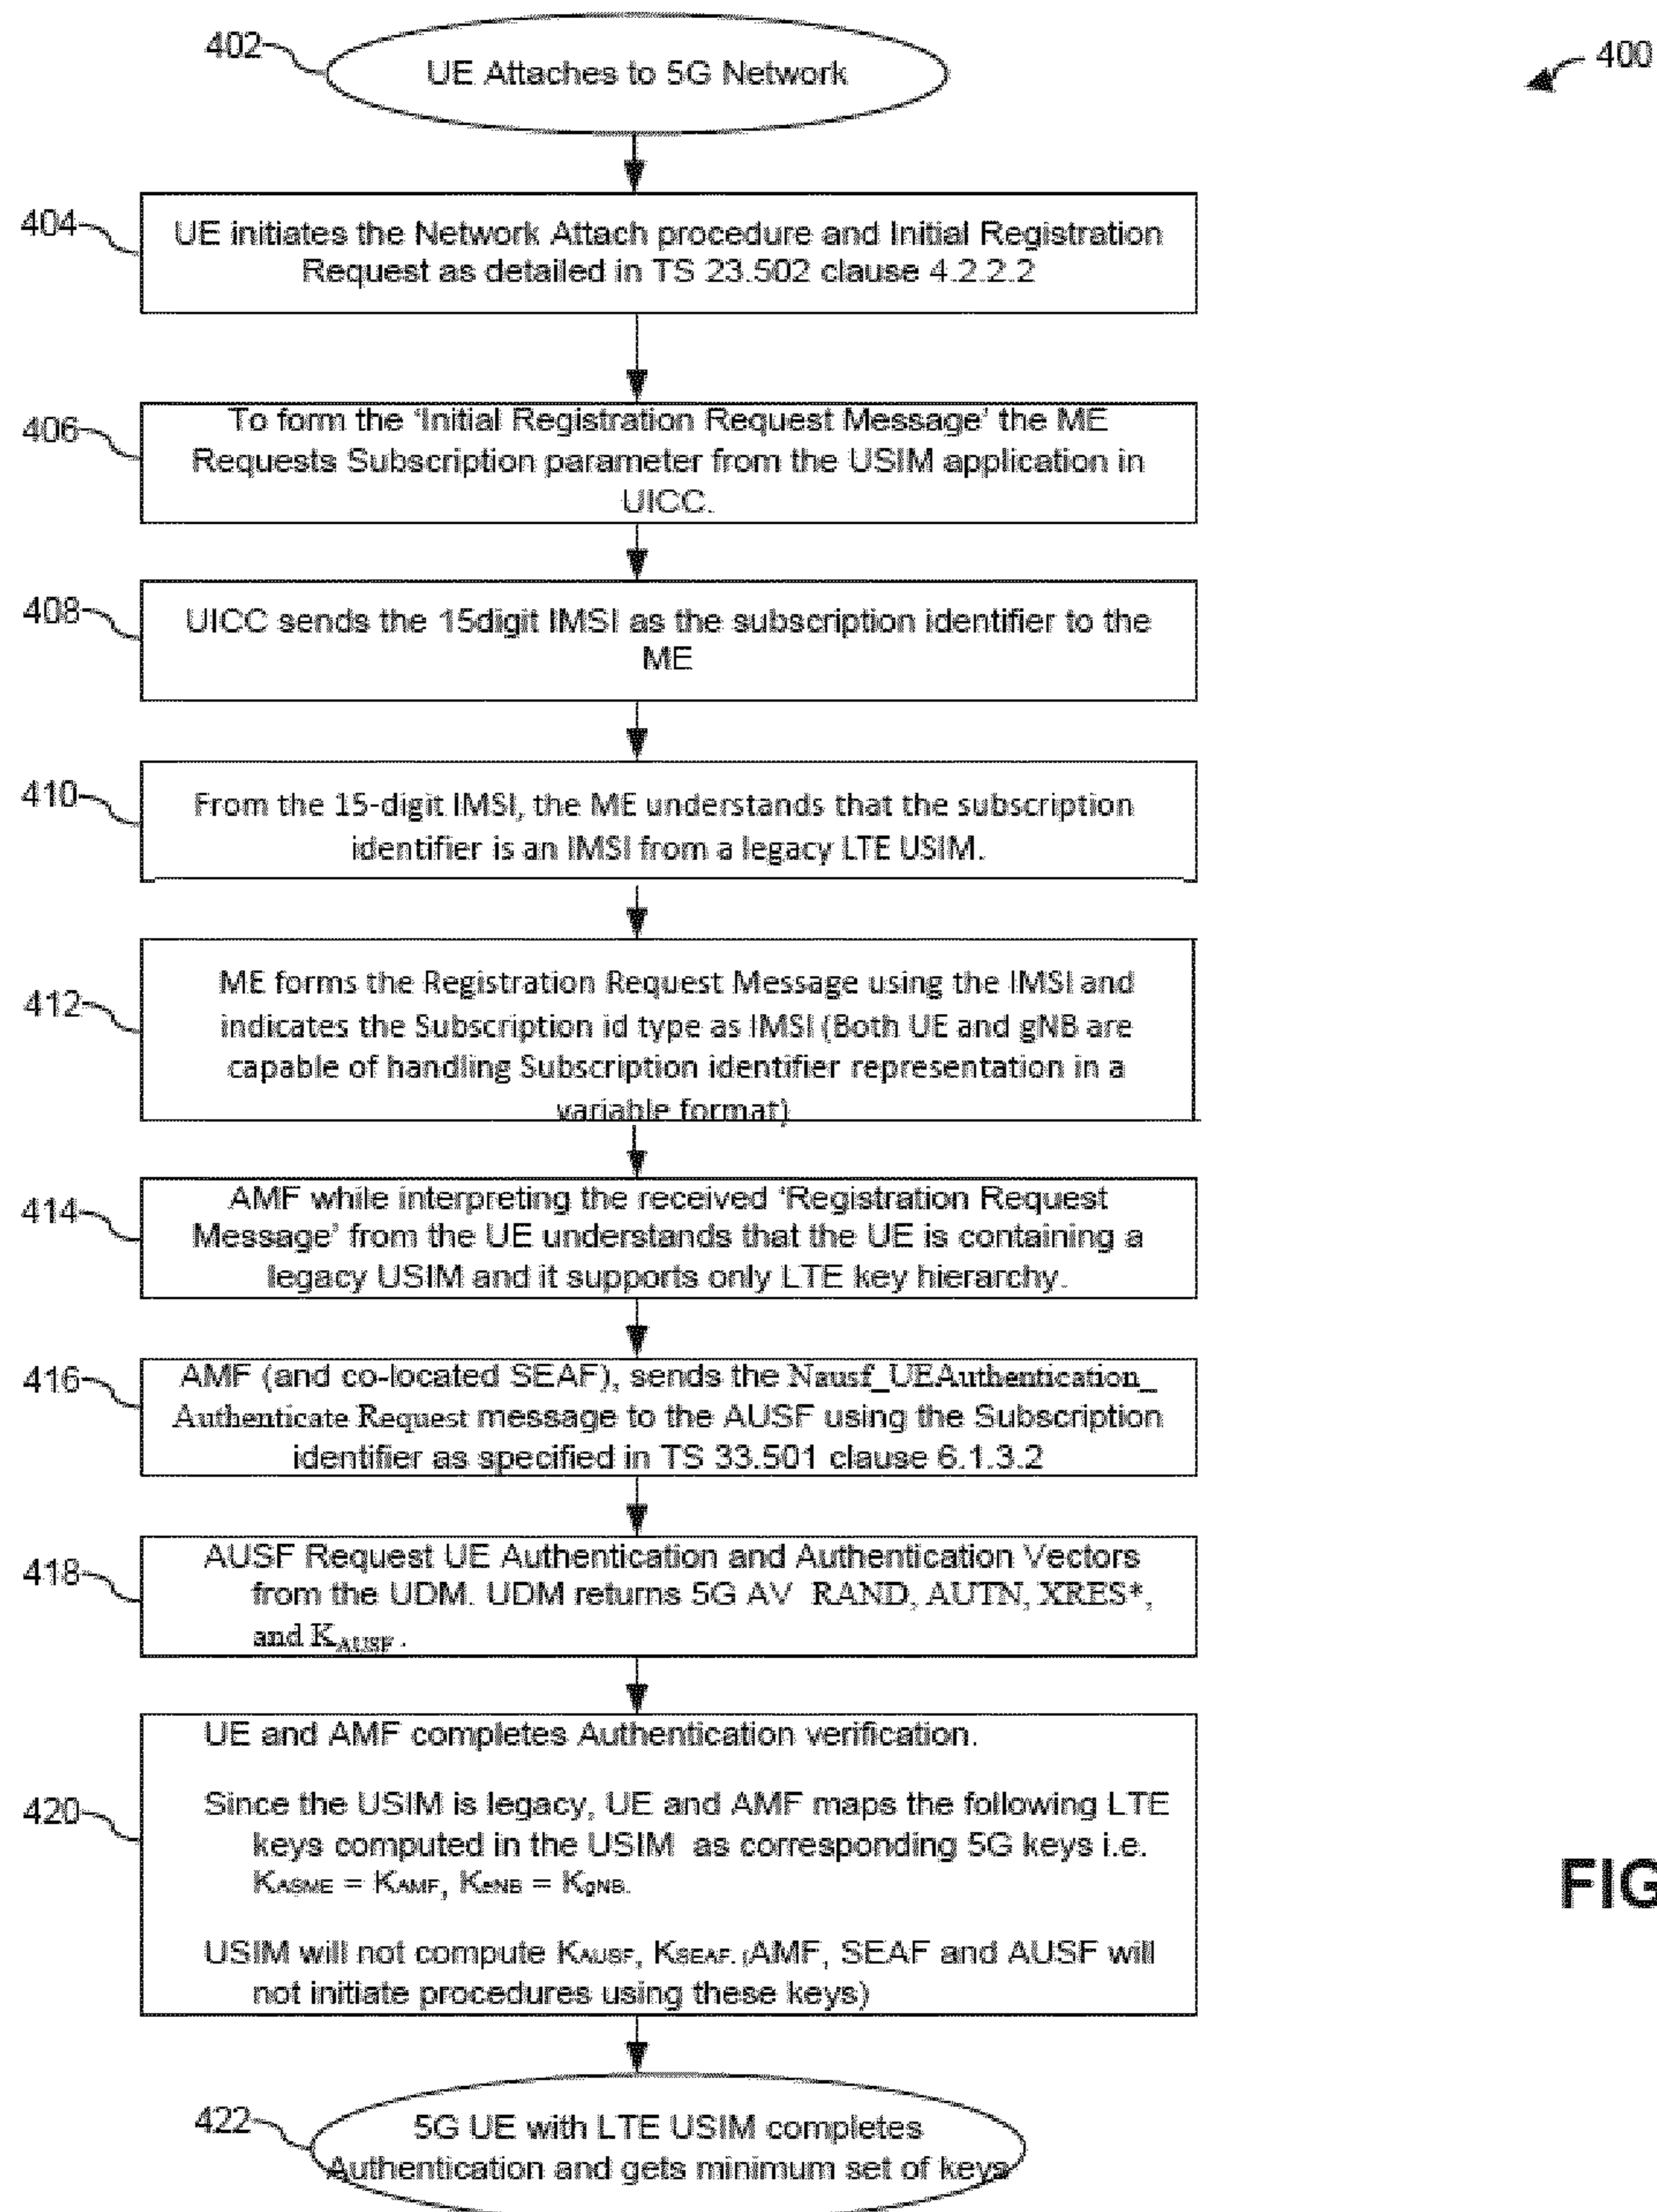 402
UE Attaches to 5G Network
400
404
UE initiates the Network Attach procedure and Initial Registration
Request as detailed in TS 23.502 clause 4.2.2.2
406
To form the ‘Initial Registration Request Message’ the ME
Requests Subscription parameter from the USIM application in
UICC.
408
UICC sends the 15digit IMSI as the subscription identifier to the
ME
410
From the 15-digit IMSI, the ME understands that the subscription
identifier is an IMSI from a legacy LTE USIM.
412
ME forms the Registration Request Message using the IMSI and
indicates the Subscription id type as IMSI (Both UE and gNB are
capable of handling Subscription identifier representation in a
variable format)
414
AMF while interpreting the received ‘Registration Request
Message’ from the UE understands that the UE is containing a
legacy USIM and it supports only LTE key hierarchy.
416
AMF (and co-located SEAF), sends the Nausf_UEAuthentication_
Authenticate Request message to the AUSF using the Subscription
identifier as specified in TS 33.501 clause 6.1.3.2
418
AUSF Request UE Authentication and Authentication Vectors
from the UDM. UDM returns 5G AV RAND, AUTN, XRES*,
and KAUSF.
420
UE and AMF completes Authentication verification.
Since the USIM is legacy, UE and AMF maps the following LTE
keys computed in the USIM as corresponding 5G keys i.e.
KASME = KAMF, KeNB = KgNB.
USIM will not compute KAUSF, KSEAF. (AMF, SEAF and AUSF will
not initiate procedures using these keys)
FIG
422
5G UE with LTE USIM completes
Authentication and gets minimum set of keys